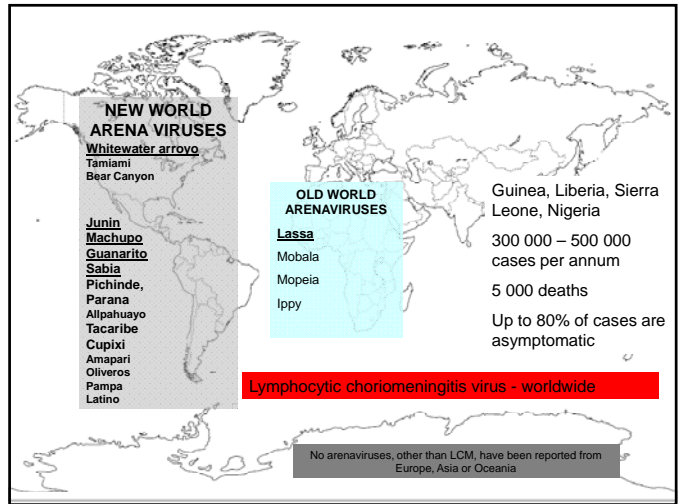 NEW WORLD
ARENA VIRUSES
Whitewater arroyo
Tamiami
Bear Canyon
Junin
Machupo
Guanarito
Sabia
Pichinde,
Parana
Allpahuayo
Tacaribe
Cupixi
Amapari
Oliveros
Pampa
Latino
OLD WORLD
ARENAVIRUSES
Lassa
Mobala
Mopeia
Ippy
Guinea, Liberia, Sierra
Leone, Nigeria
300 000 – 500 000
cases per annum
5 000 deaths
Up to 80% of cases are
asymptomatic
Lymphocytic choriomeningitis virus - worldwide
No arenaviruses, other than LCM, have been reported from
Europe, Asia or Oceania